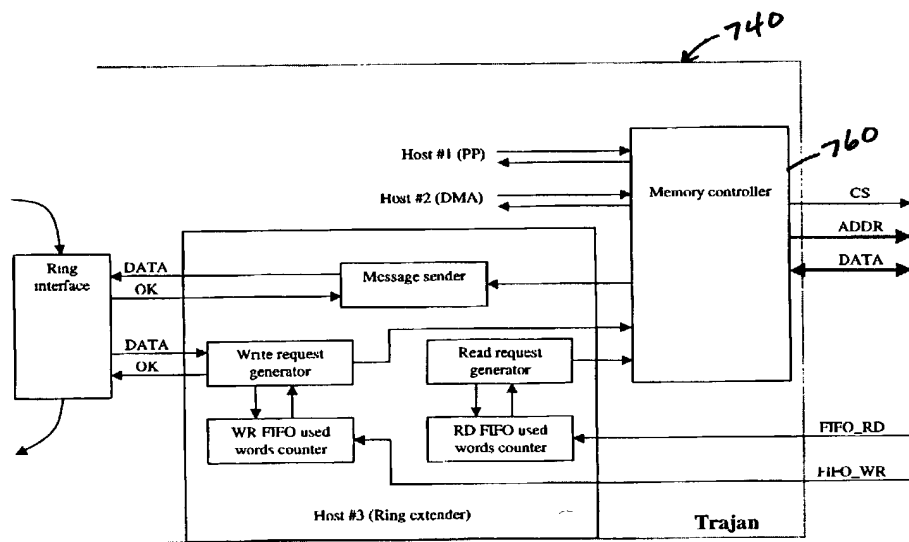 740
760
Host #1 (PP)
Memory controller
CS
Host #2 (DMA)
ADDR
DATA
Ring
interface
DATA
Message sender
OK
DATA
Write request
generator
Read request
generator
OK
WR FIFO used
words counter
RD FIFO used
words counter
FIFO_RD
FIFO_WR
Host #3 (Ring extender)
Trajan